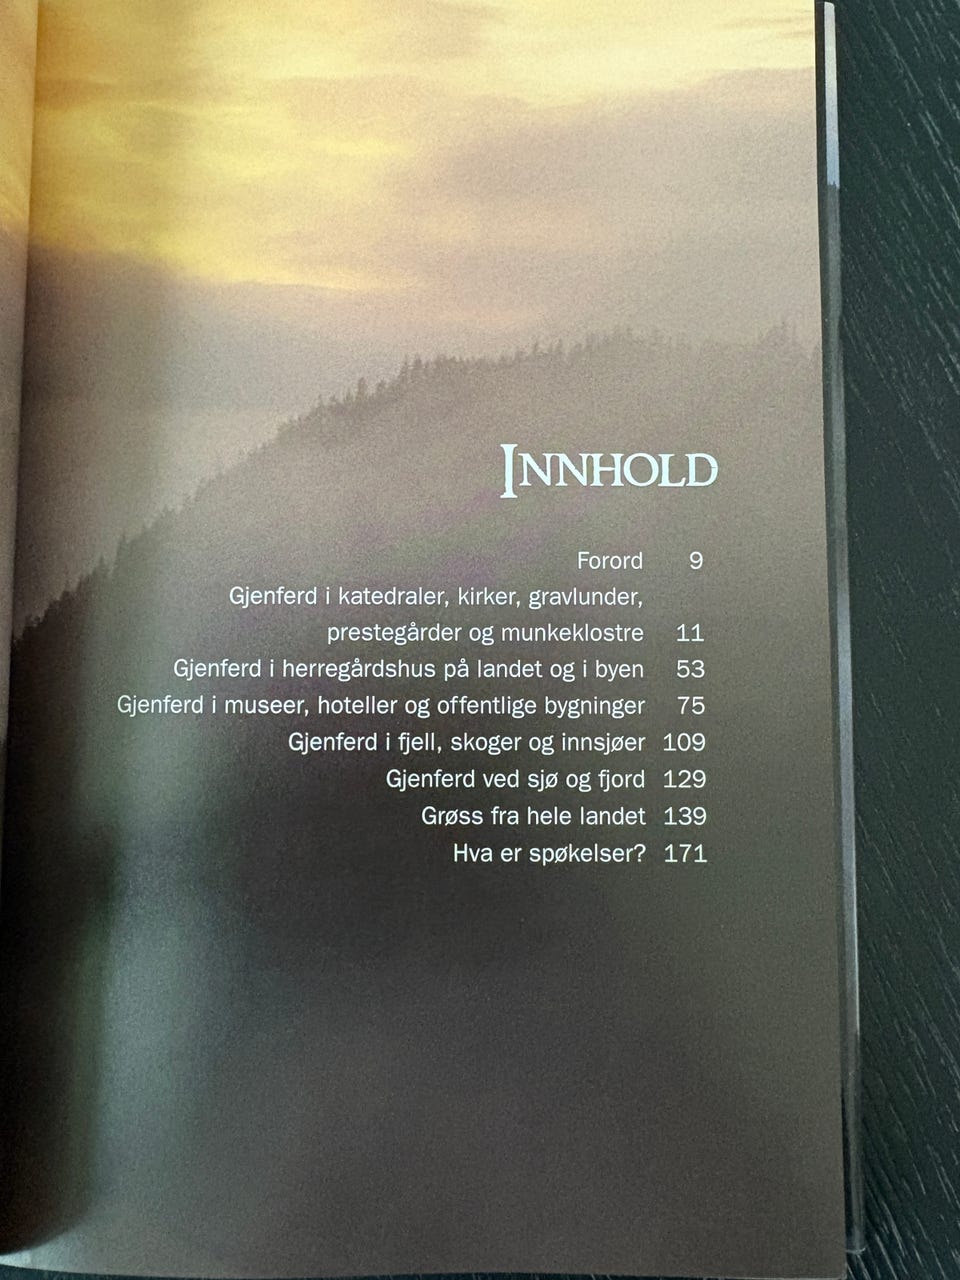 INNHOLD
Forord 9
Gjenferd i katedraler, kirker, gravlunder,
prestegårder og munkeklostre 11
Gjenferd i herregårdshus på landet og i byen 53
Gjenferd i museer, hoteller og offentlige bygninger 75
Gjenferd i fjell, skoger og innsjøer 109
Gjenferd ved sjø og fjord 129
Grøss fra hele landet 139
Hva er spøkelser? 171